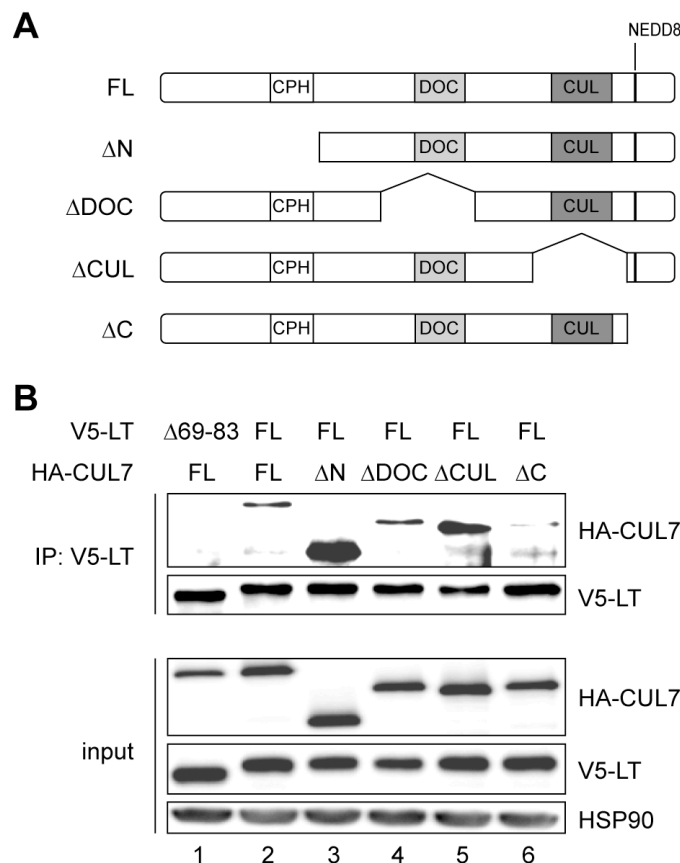 A
NEDD8
FL CPH DOC CUL
ΔN DOC CUL
ΔDOC CPH CUL
ΔCUL CPH DOC
ΔC CPH DOC CUL
B
V5-LT Δ69-83 FL FL FL FL FL
HA-CUL7 FL FL ΔN ΔDOC ΔCUL ΔC
IP: V5-LT
HA-CUL7
V5-LT
input
HA-CUL7
V5-LT
HSP90
1 2 3 4 5 6